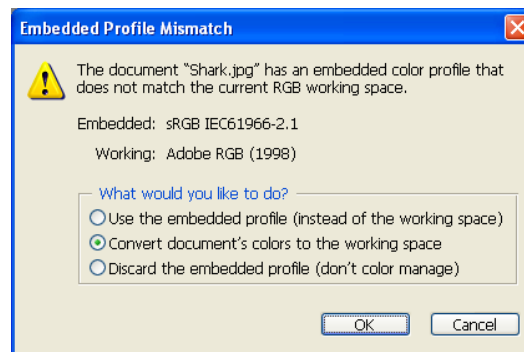 Embedded Profile Mismatch
The document "Shark.jpg" has an embedded color profile that
does not match the current RGB working space.
Embedded: sRGB IEC61966-2.1
Working: Adobe RGB (1998)
What would you like to do?
Use the embedded profile (instead of the working space)
Convert document's colors to the working space
Discard the embedded profile (don't color manage)
OK Cancel